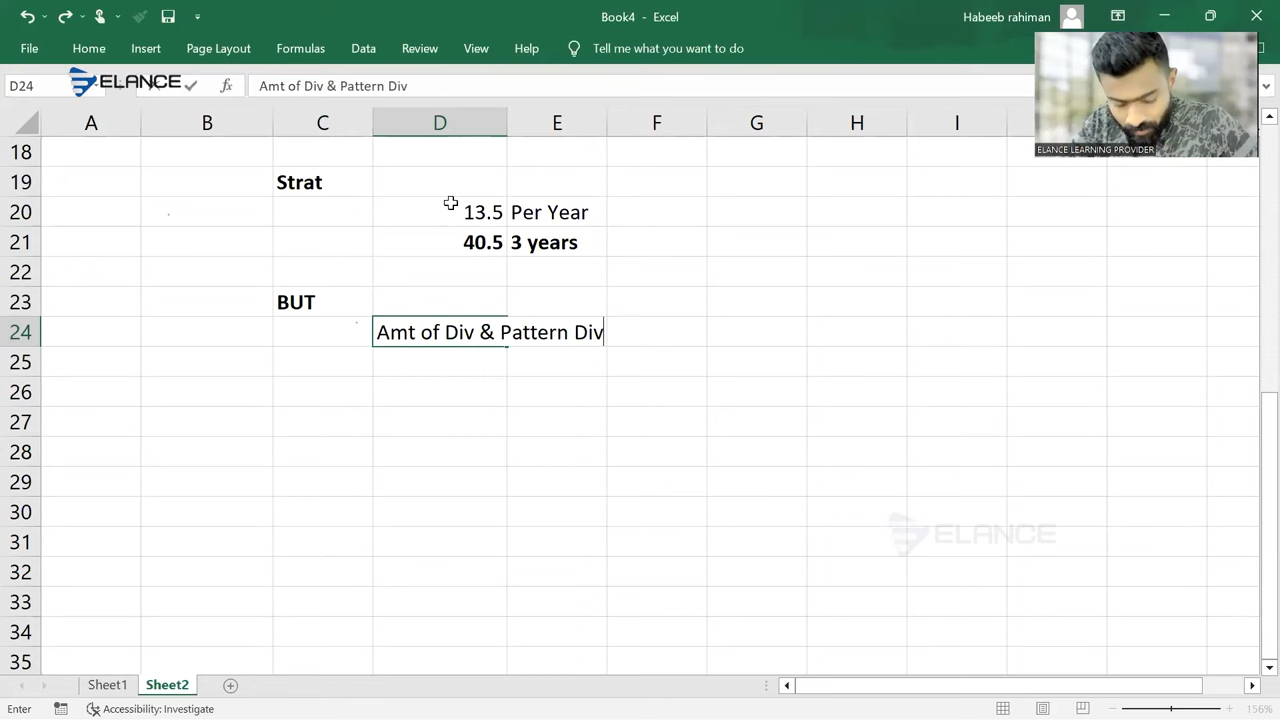 Book4 - Excel
Habeeb rahiman
File Home Insert Page Layout Formulas Data Review View Help Tell me what you want to do
D24
ELANCE
fx
Amt of Div & Pattern Div
ELANCE LEARNING PROVIDER
A B C D E F G H I
18
19 Strat
20 13.5 Per Year
21 40.5 3 years
22
23 BUT
24 Amt of Div & Pattern Div
25
26
27
28
29
30
31
ELANCE
32
33
34
35
Sheet1 Sheet2
Enter Accessibility: Investigate 156%